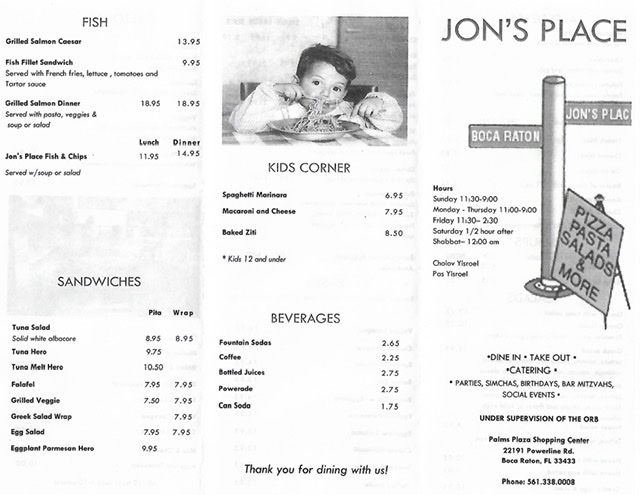 FISH
Grilled Salmon Caesar 13.95
Fish Fillet Sandwich 9.95
Served with French fries, lettuce , tomatoes and
Tartar sauce
Grilled Salmon Dinner 18.95 18.95
Served with pasta, veggies &
soup or salad
Lunch Dinner
Jon's Place Fish & Chips 11.95 14.95
Served w/soup or salad
SANDWICHES
Pita Wrap
Tuna Salad
Solid white albacore 8.95 8.95
Tuna Hero 9.75
Tuna Melt Hero 10.50
Falafel 7.95 7.95
Grilled Veggie 7.50 7.95
Greek Salad Wrap 7.95
Egg Salad 7.95 7.95
Eggplant Parmesan Hero 9.95
KIDS CORNER
Spaghetti Marinara 6.95
Macaroni and Cheese 7.95
Baked Ziti 8.50
* Kids 12 and under
BEVERAGES
Fountain Sodas 2.65
Coffee 2.25
Bottled Juices 2.75
Powerade 2.75
Can Soda 1.75
Thank you for dining with us!
JON'S PLACE
JON'S PLAC
BOCA RATON
PIZZA
PASTA
SALADS
&
MORE
Hours
Sunday 11:30-9:00
Monday - Thursday 11:00-9:00
Friday 11:30– 2:30
Saturday 1/2 hour after
Shabbat– 12:00 am
Cholov Yisroel
Pas Yisroel
•DINE IN • TAKE OUT •
•CATERING •
• PARTIES, SIMCHAS, BIRTHDAYS, BAR MITZVAHS,
SOCIAL EVENTS •
UNDER SUPERVISION OF THE ORB
Palms Plaza Shopping Center
22191 Powerline Rd.
Boca Raton, FL 33433
Phone: 561.338.0008